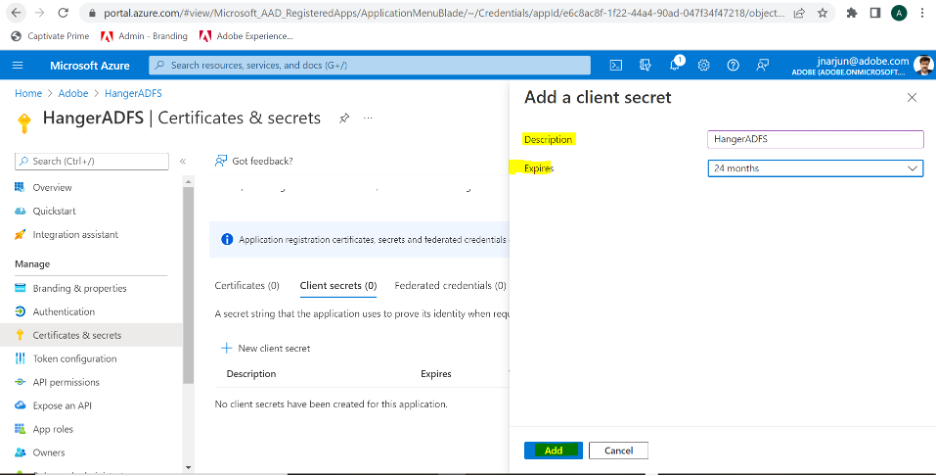 portal.azure.com/#view/Microsoft_AAD_RegisteredApps/ApplicationMenuBlade/~/Credentials/appId/e6c8ac8f-1f22-44a4-90ad-047f34f47218/object...
A
Captivate Prime
Admin - Branding
Adobe Experience...
Microsoft Azure
Search resources, services, and docs (G+/)
1
jnarjun@adobe.com
ADOBE (ADOBE.ONMICROSOFT....
Home > Adobe > HangerADFS
HangerADFS | Certificates & secrets
...
Search (Ctrl+/)
«
Got feedback?
Overview
Quickstart
Integration assistant
Manage
Branding & properties
Authentication
Certificates & secrets
Token configuration
API permissions
Expose an API
App roles
Owners
Application registration certificates, secrets and federated credentials
Certificates (0)
Client secrets (0)
Federated credentials (0)
A secret string that the application uses to prove its identity when requ
+ New client secret
Description
Expires
No client secrets have been created for this application.
Add a client secret
Description
HangerADFS
Expires
24 months
Add
Cancel